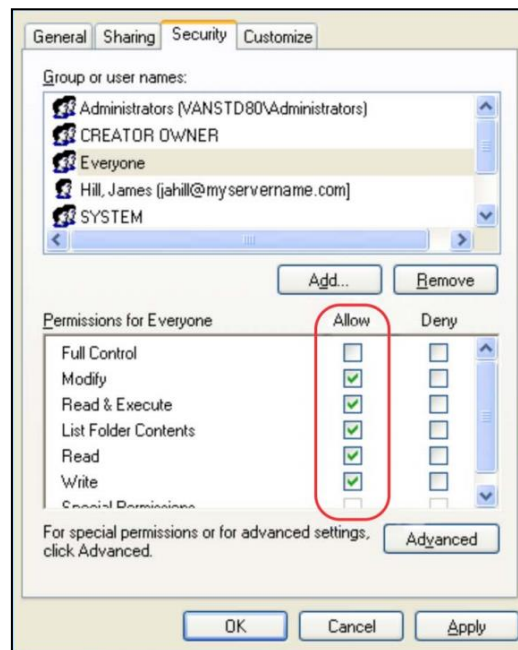 General Sharing Security Customize
Group or user names:
Administrators (VANSTD80\Administrators)
CREATOR OWNER
Everyone
Hill, James [jahill@myservername.com]
SYSTEM
Add... Remove
Permissions for Everyone Allow Deny
Full Control
Modify
Read & Execute
List Folder Contents
Read
Write
Special Permissions
For special permissions or for advanced settings, Advanced
click Advanced.
OK Cancel Apply